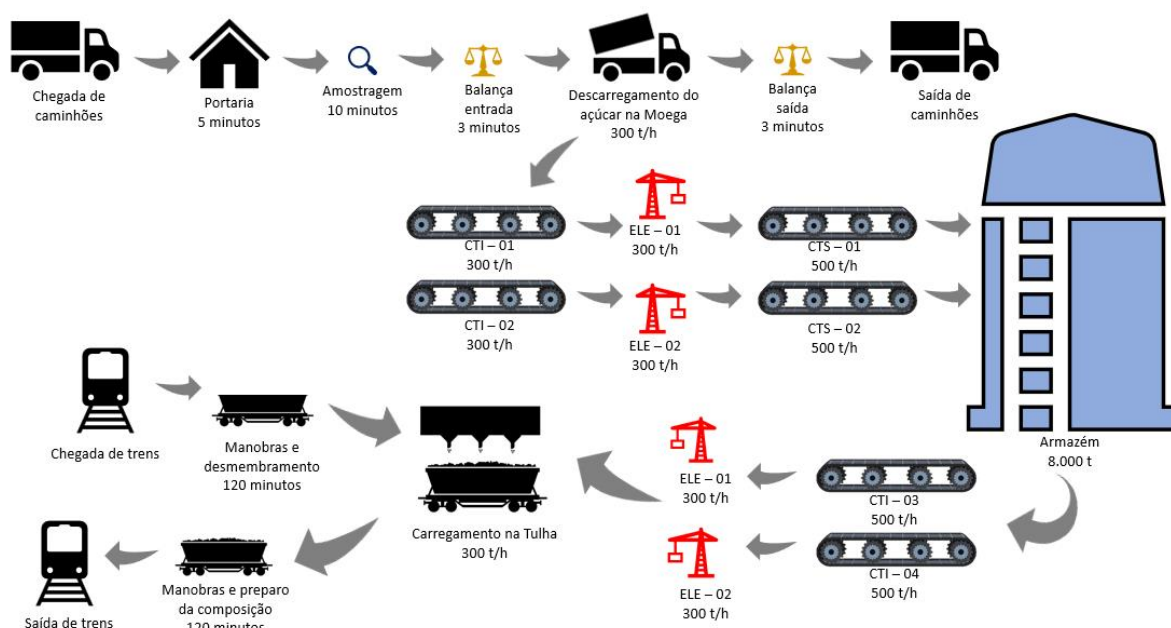 Chegada de
caminhões
Portaria
5 minutos
Amostragem
10 minutos
Balança
entrada
3 minutos
Descarregamento do
açúcar na Moega
300 t/h
Balança
saída
3 minutos
Saída de
caminhões
CTI – 01
300 t/h
ELE – 01
300 t/h
CTS – 01
500 t/h
CTI – 02
300 t/h
ELE – 02
300 t/h
CTS – 02
500 t/h
Armazém
8.000 t
Chegada de trens
Manobras e
desmembramento
120 minutos
Carregamento na Tulha
300 t/h
ELE – 01
300 t/h
CTI – 03
500 t/h
ELE – 02
300 t/h
CTI – 04
500 t/h
Saída de trens
Manobras e preparo
da composição
120 minutos